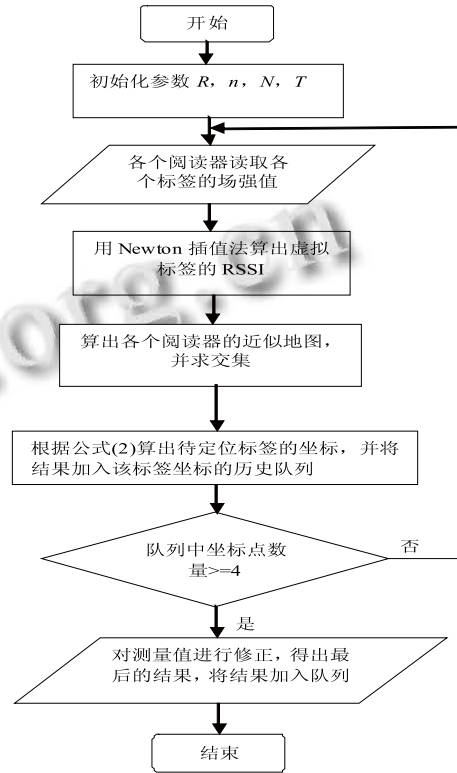 开始
初始化参数 R，n，N，T
各个阅读器读取各
个标签的场强值
用 Newton 插值法算出虚拟
标签的 RSSI
算出各个阅读器的近似地图，
并求交集
根据公式(2)算出待定位标签的坐标，并将
结果加入该标签坐标的历史队列
队列中坐标点数
量>=4
否
是
对测量值进行修正，得出最
后的结果，将结果加入队列
结束
org.cn